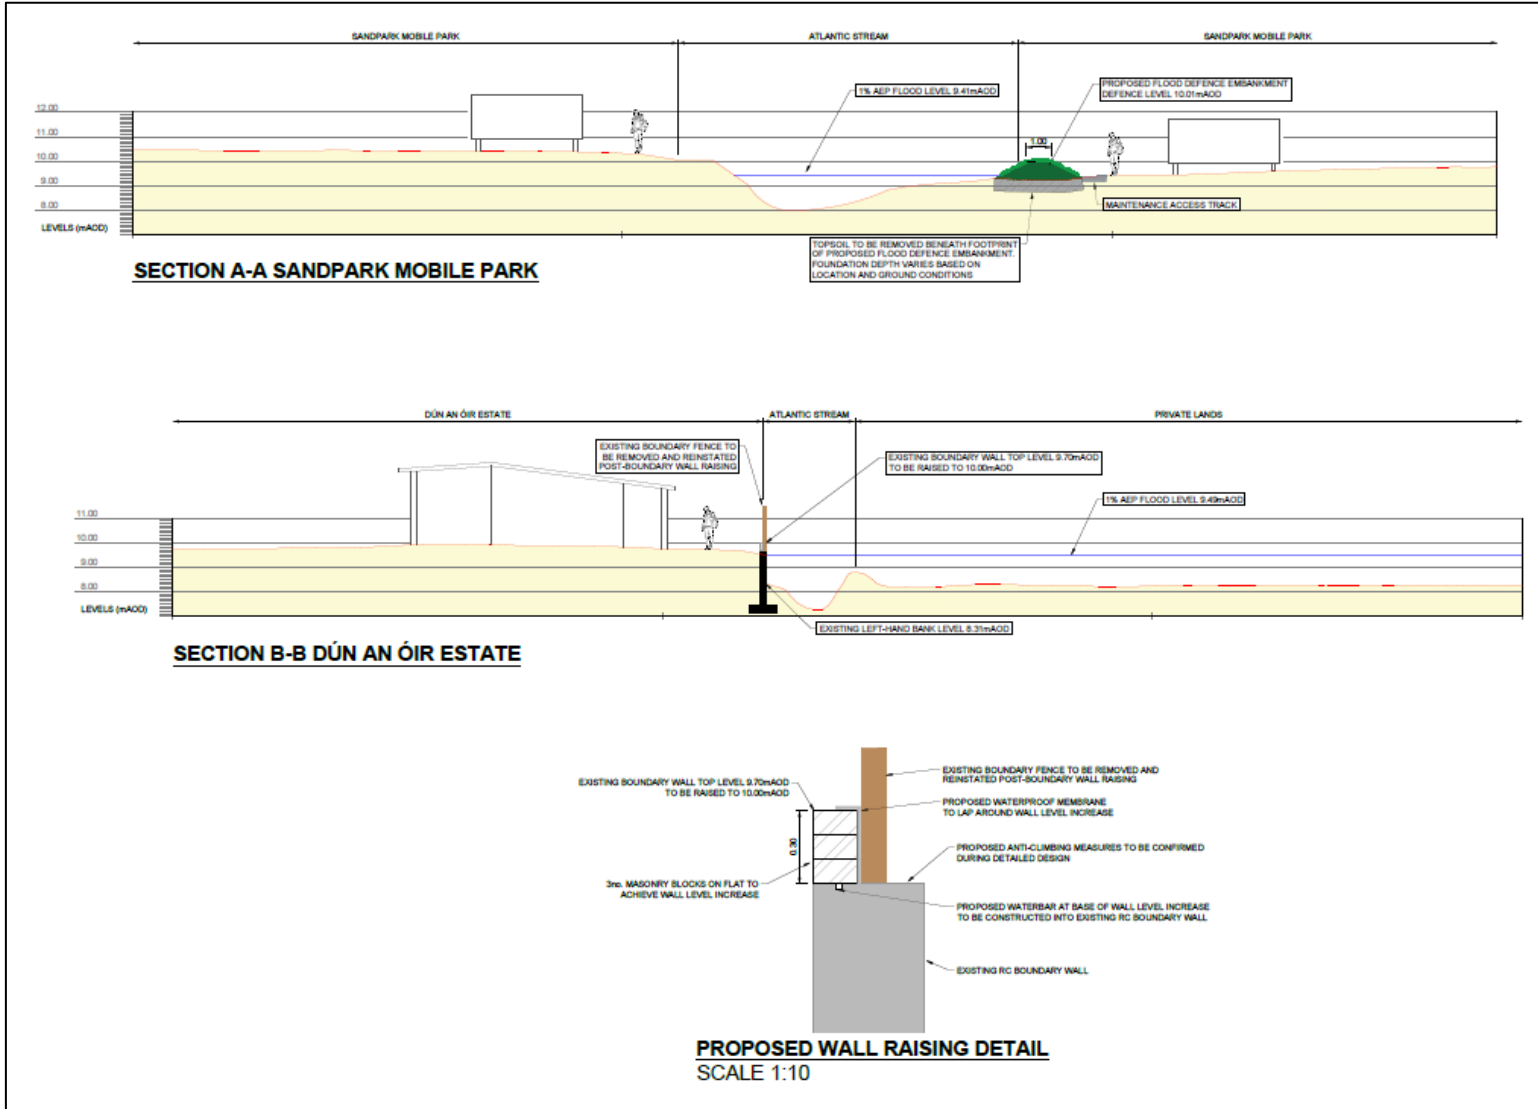 SANDPARK MOBILE PARK
ATLANTIC STREAM
SANDPARK MOBILE PARK
1% AEP FLOOD LEVEL 9.41mAOD
PROPOSED FLOOD DEFENCE EMBANKMENT
DEFENCE LEVEL 10.01mAOD
12.00
11.00
10.00
9.00
8.00
LEVELS (mAOD)
1.00
MAINTENANCE ACCESS TRACK
TOPSOIL TO BE REMOVED BENEATH FOOTPRINT
OF PROPOSED FLOOD DEFENCE EMBANKMENT.
FOUNDATION DEPTH VARIES BASED ON
LOCATION AND GROUND CONDITIONS
SECTION A-A SANDPARK MOBILE PARK
DÚN AN ÓIR ESTATE
ATLANTIC STREAM
PRIVATE LANDS
EXISTING BOUNDARY FENCE TO
BE REMOVED AND REINSTATED
POST-BOUNDARY WALL RAISING
EXISTING BOUNDARY WALL TOP LEVEL 9.70mAOD
TO BE RAISED TO 10.00mAOD
1% AEP FLOOD LEVEL 9.49mAOD
11.00
10.00
9.00
8.00
LEVELS (mAOD)
EXISTING LEFT-HAND BANK LEVEL 8.31mAOD
SECTION B-B DÚN AN ÓIR ESTATE
EXISTING BOUNDARY WALL TOP LEVEL 9.70mAOD
TO BE RAISED TO 10.00mAOD
0.30
3no. MASONRY BLOCKS ON FLAT TO
ACHIEVE WALL LEVEL INCREASE
EXISTING BOUNDARY FENCE TO BE REMOVED AND
REINSTATED POST-BOUNDARY WALL RAISING
PROPOSED WATERPROOF MEMBRANE
TO LAP AROUND WALL LEVEL INCREASE
PROPOSED ANTI-CLIMBING MEASURES TO BE CONFIRMED
DURING DETAILED DESIGN
PROPOSED WATERBAR AT BASE OF WALL LEVEL INCREASE
TO BE CONSTRUCTED INTO EXISTING RC BOUNDARY WALL
EXISTING RC BOUNDARY WALL
PROPOSED WALL RAISING DETAIL
SCALE 1:10